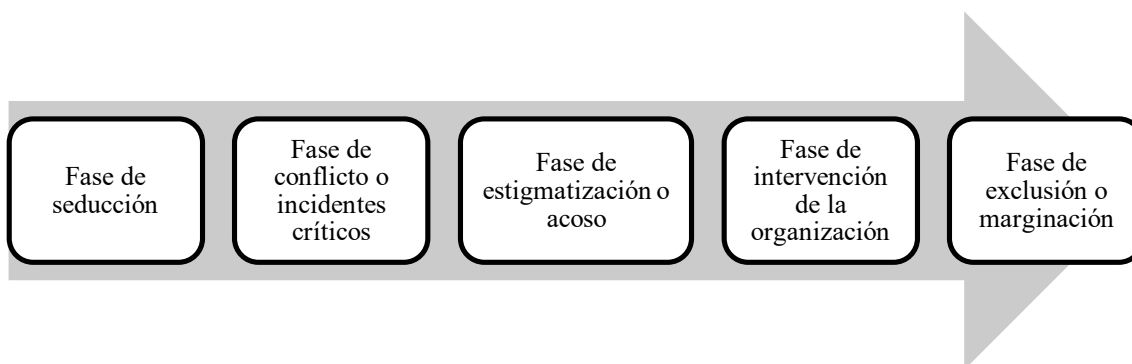 Fase de
seducción
Fase de
conflicto o
incidentes
críticos
Fase de
estigmatización o
acoso
Fase de
intervención
de la
organización
Fase de
exclusión o
marginación